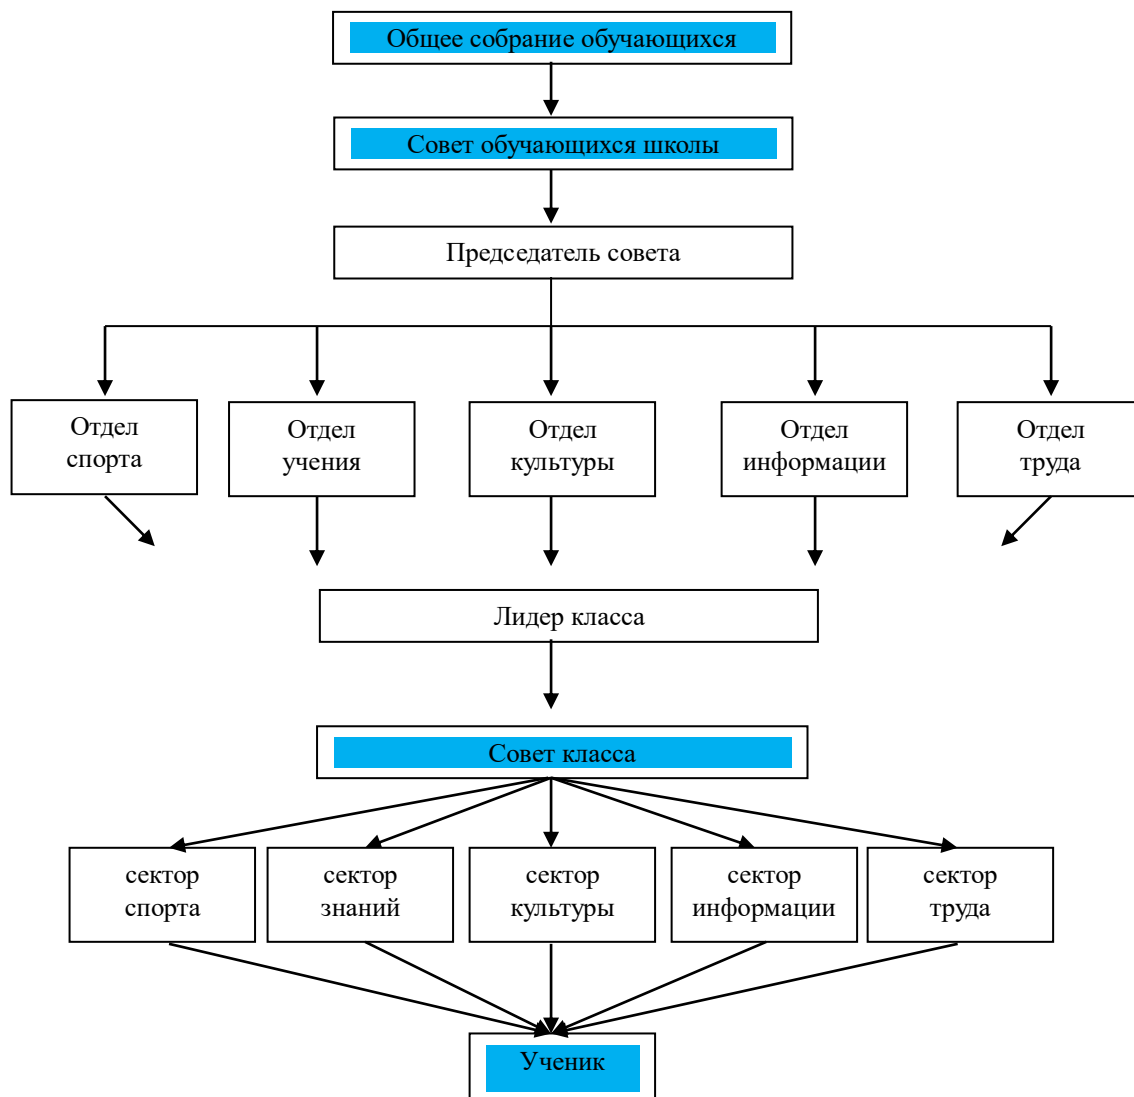 Общее собрание обучающихся
Совет обучающихся школы
Председатель совета
Отдел
спорта
Отдел
учения
Отдел
культуры
Отдел
информации
Отдел
труда
Лидер класса
Совет класса
сектор
спорта
сектор
знаний
сектор
культуры
сектор
информации
сектор
труда
Ученик